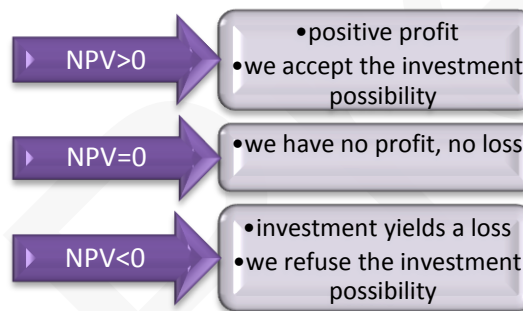 NPV>0
•positive profit
•we accept the investment
possibility
NPV=0
•we have no profit, no loss
NPV<0
•investment yields a loss
•we refuse the investment
possibility